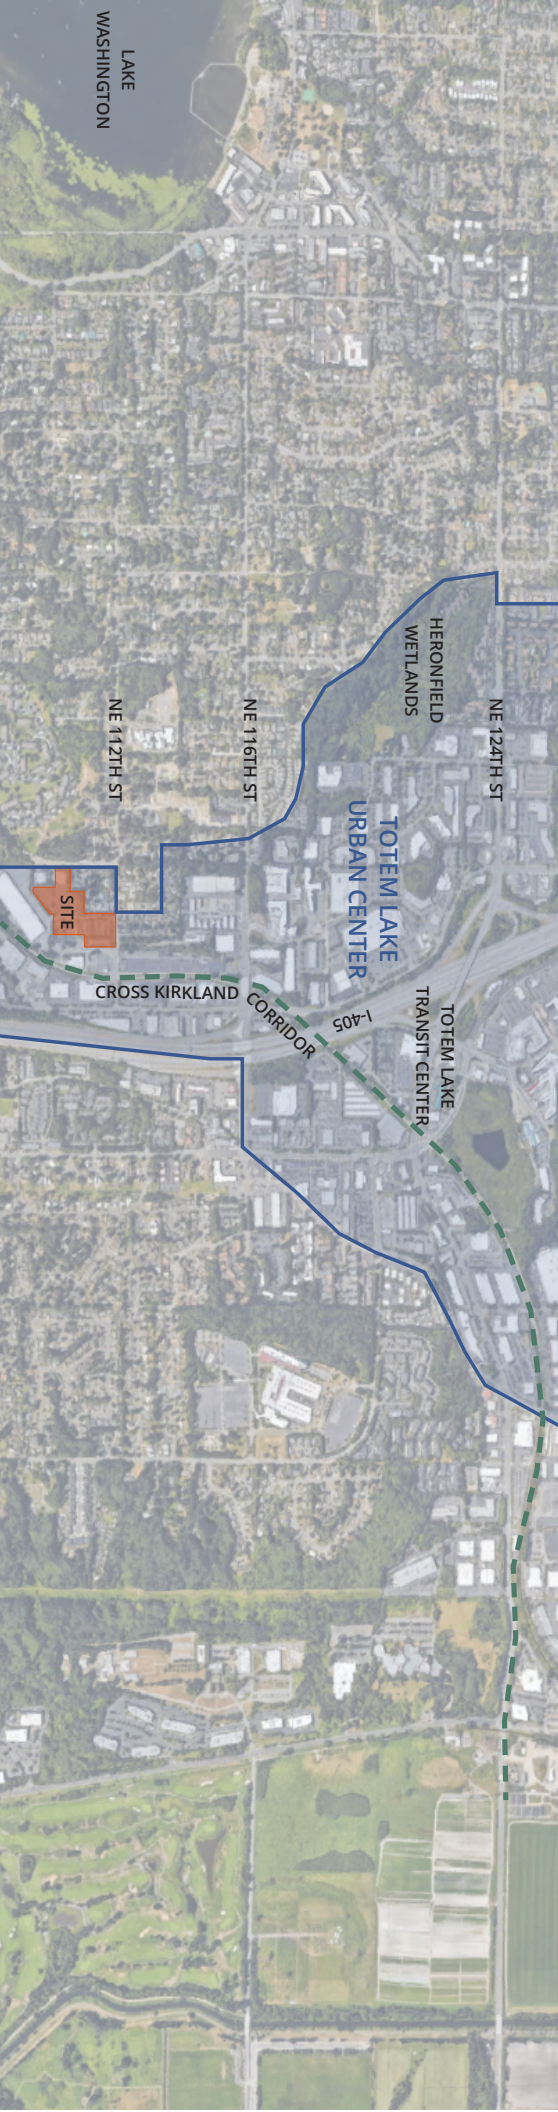 LAKE
WASHINGTON
HERONFIELD
WETLANDS
NE 112TH ST
NE 116TH ST
NE 124TH ST
TOTEM LAKE
URBAN CENTER
SITE
CROSS KIRKLAND
CORRIDOR
I-405
TOTEM LAKE
TRANSIT CENTER